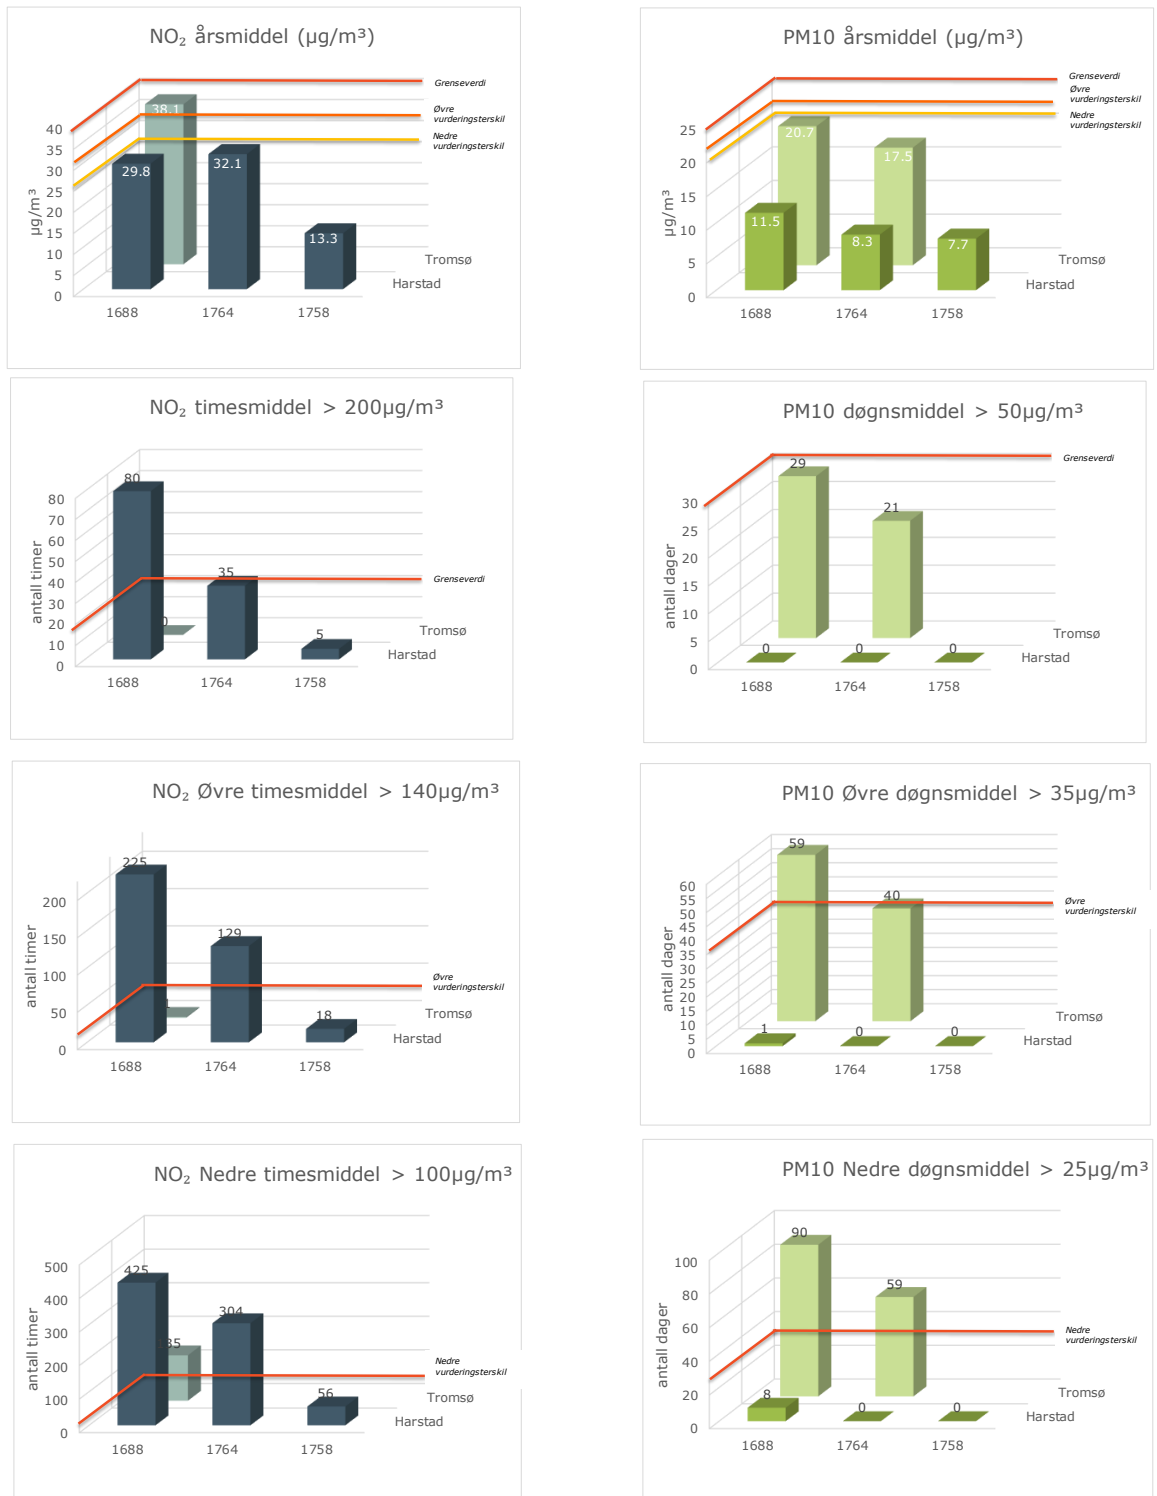 NO₂ årsmiddel (µg/m³)
Grenseverdi
Øvre
vurderingsterskil
Nedre
vurderingsterskil
µg/m³
40
35
30
25
20
15
10
5
0
38.1
29.8
32.1
13.3
Tromsø
Harstad
1688 1764 1758
PM10 årsmiddel (µg/m³)
Grenseverdi
Øvre
vurderingsterskil
Nedre
vurderingsterskil
µg/m³
25
20
15
10
5
0
20.7
17.5
11.5
8.3
7.7
Tromsø
Harstad
1688 1764 1758
NO₂ timesmiddel > 200µg/m³
antall timer
80
70
60
50
40
30
20
10
0
80
35
0
5
Grenseverdi
Tromsø
Harstad
1688 1764 1758
PM10 døgnsmiddel > 50µg/m³
Grenseverdi
antall dager
30
25
20
15
10
5
0
29
21
0
0
0
Tromsø
Harstad
1688 1764 1758
NO₂ Øvre timesmiddel > 140µg/m³
antall timer
200
150
100
50
0
225
129
1
18
Øvre
vurderingsterskil
Tromsø
Harstad
1688 1764 1758
PM10 Øvre døgnsmiddel > 35µg/m³
antall dager
60
55
50
45
40
35
30
25
20
15
10
5
0
59
40
1
0
0
Øvre
vurderingsterskil
Tromsø
Harstad
1688 1764 1758
NO₂ Nedre timesmiddel > 100µg/m³
antall timer
500
400
300
200
100
0
425
304
135
56
Nedre
vurderingsterskil
Tromsø
Harstad
1688 1764 1758
PM10 Nedre døgnsmiddel > 25µg/m³
antall dager
100
80
60
40
20
0
90
59
8
0
0
Nedre
vurderingsterskil
Tromsø
Harstad
1688 1764 1758